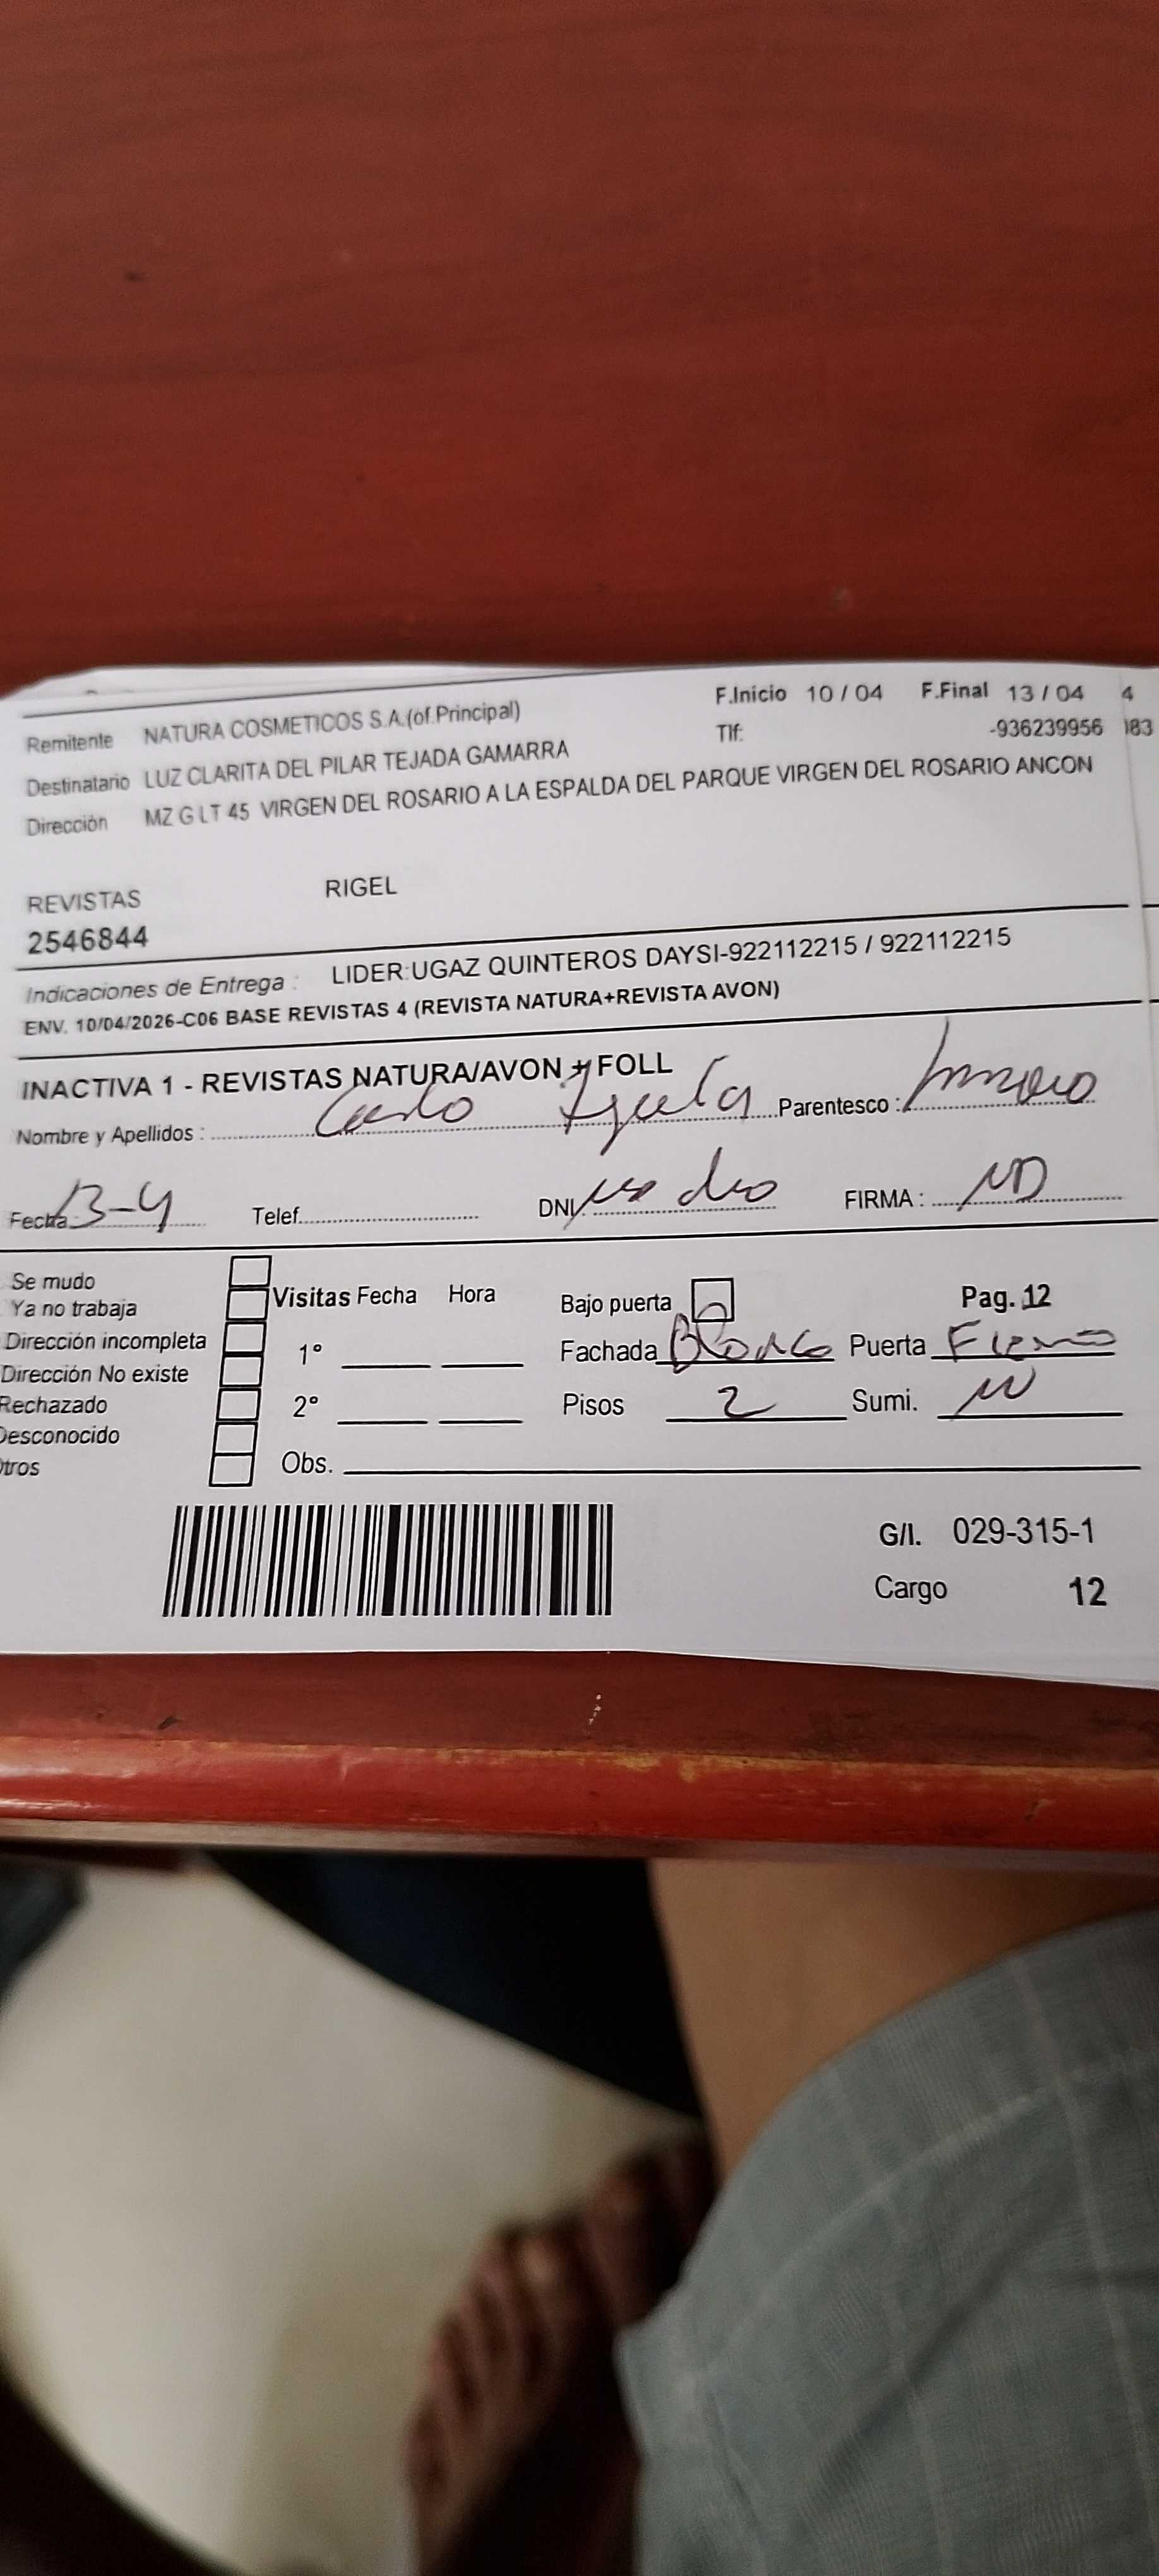 F.Inicio 10 / 04 F.Final 13 / 04 4
Remitente NATURA COSMETICOS S.A.(of.Principal) Tlf: -936239956 )83
Destinatario LUZ CLARITA DEL PILAR TEJADA GAMARRA
Dirección MZ G LT 45 VIRGEN DEL ROSARIO A LA ESPALDA DEL PARQUE VIRGEN DEL ROSARIO ANCON
REVISTAS RIGEL
2546844
Indicaciones de Entrega : LIDER:UGAZ QUINTEROS DAYSI-922112215 / 922112215
ENV. 10/04/2026-C06 BASE REVISTAS 4 (REVISTA NATURA+REVISTA AVON)
INACTIVA 1 - REVISTAS NATURA/AVON + FOLL
Nombre y Apellidos : Parentesco :
Fecha 13-4 Telef. DNI FIRMA : ND
Se mudo
Ya no trabaja Visitas Fecha Hora Bajo puerta Pag. 12
Dirección incompleta 1° Fachada Blanco Puerta Fierro
Dirección No existe
Rechazado 2° Pisos 2 Sumi.
Desconocido
Otros Obs.
G/I. 029-315-1
Cargo 12